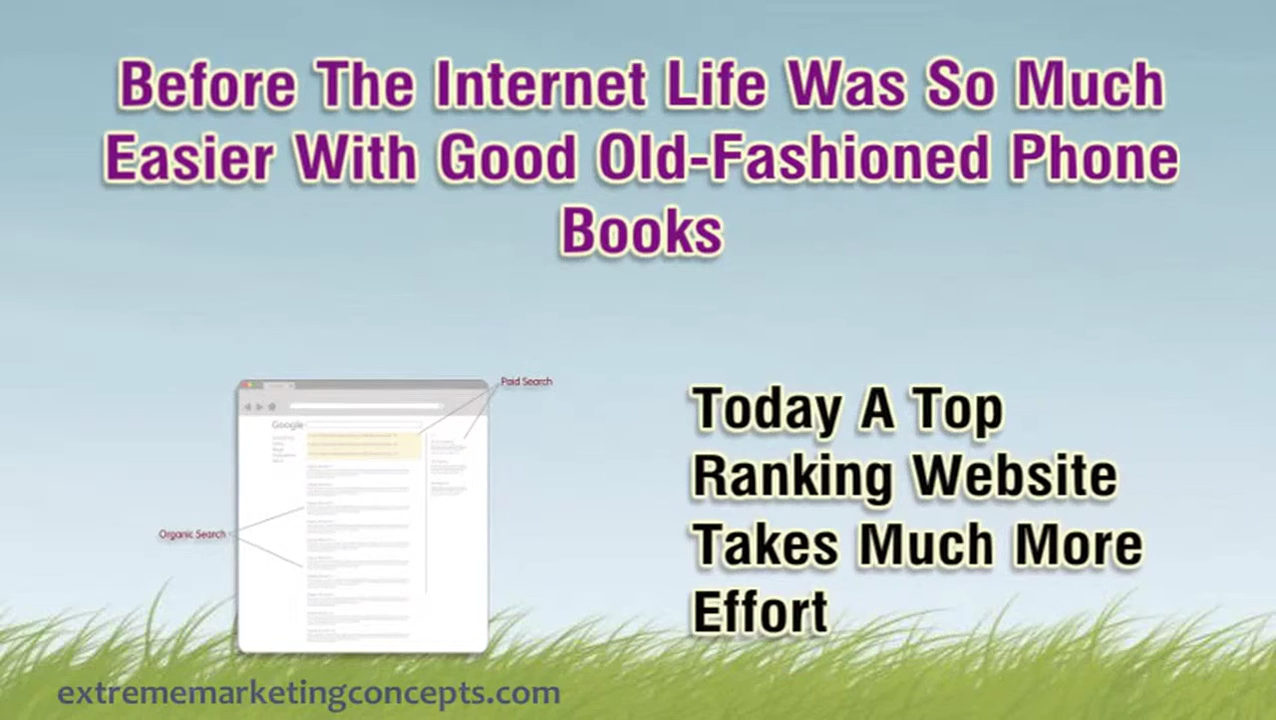 Before The Internet Life Was So Much
Easier With Good Old-Fashioned Phone
Books
Paid Search
Google
Organic Search
Today A Top
Ranking Website
Takes Much More
Effort
extrememarketingconcepts.com